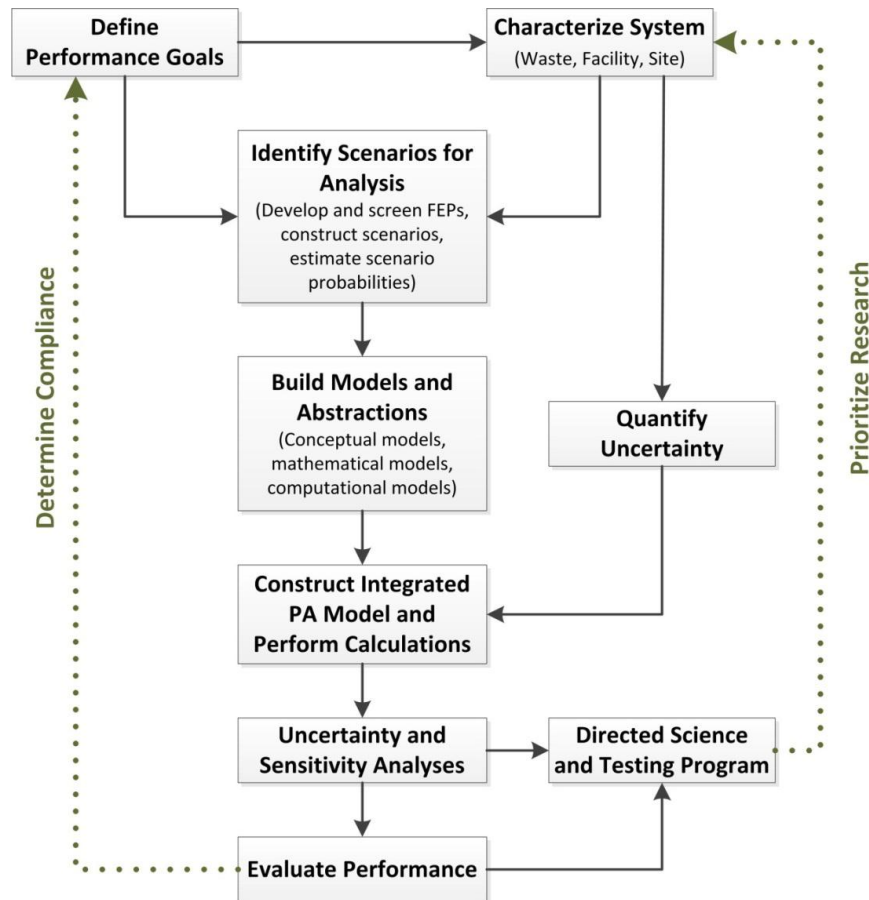 Define
Performance Goals
Characterize System
(Waste, Facility, Site)
Identify Scenarios for
Analysis
(Develop and screen FEPs,
construct scenarios,
estimate scenario
probabilities)
Build Models and
Abstractions
(Conceptual models,
mathematical models,
computational models)
Quantify
Uncertainty
Construct Integrated
PA Model and
Perform Calculations
Uncertainty and
Sensitivity Analyses
Directed Science
and Testing Program
Evaluate Performance
Determine Compliance
Prioritize Research